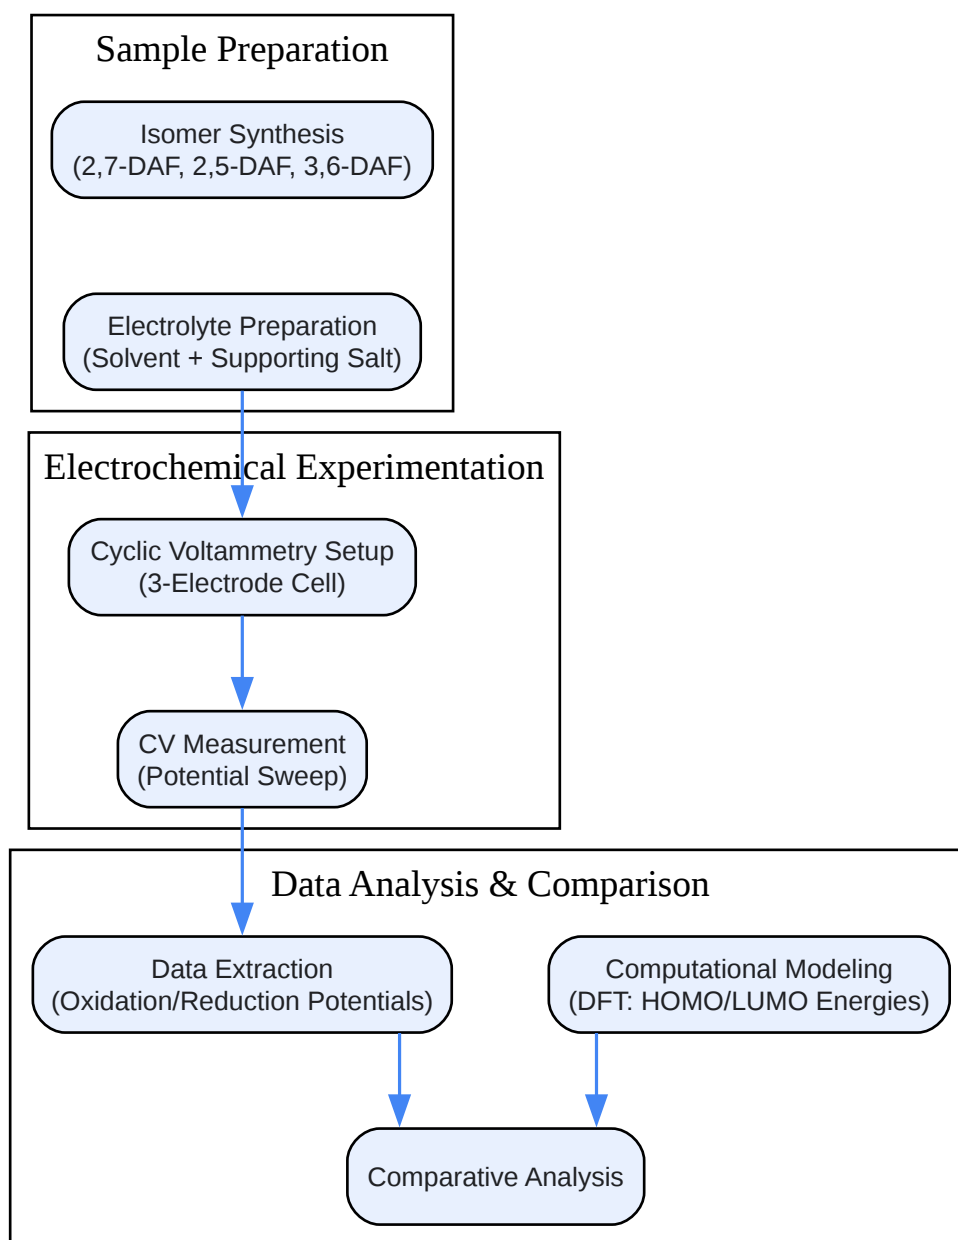 Sample Preparation
Isomer Synthesis
(2,7-DAF, 2,5-DAF, 3,6-DAF)
Electrolyte Preparation
(Solvent + Supporting Salt)
Electrochemical Experimentation
Cyclic Voltammetry Setup
(3-Electrode Cell)
CV Measurement
(Potential Sweep)
Data Analysis & Comparison
Data Extraction
(Oxidation/Reduction Potentials)
Computational Modeling
(DFT: HOMO/LUMO Energies)
Comparative Analysis